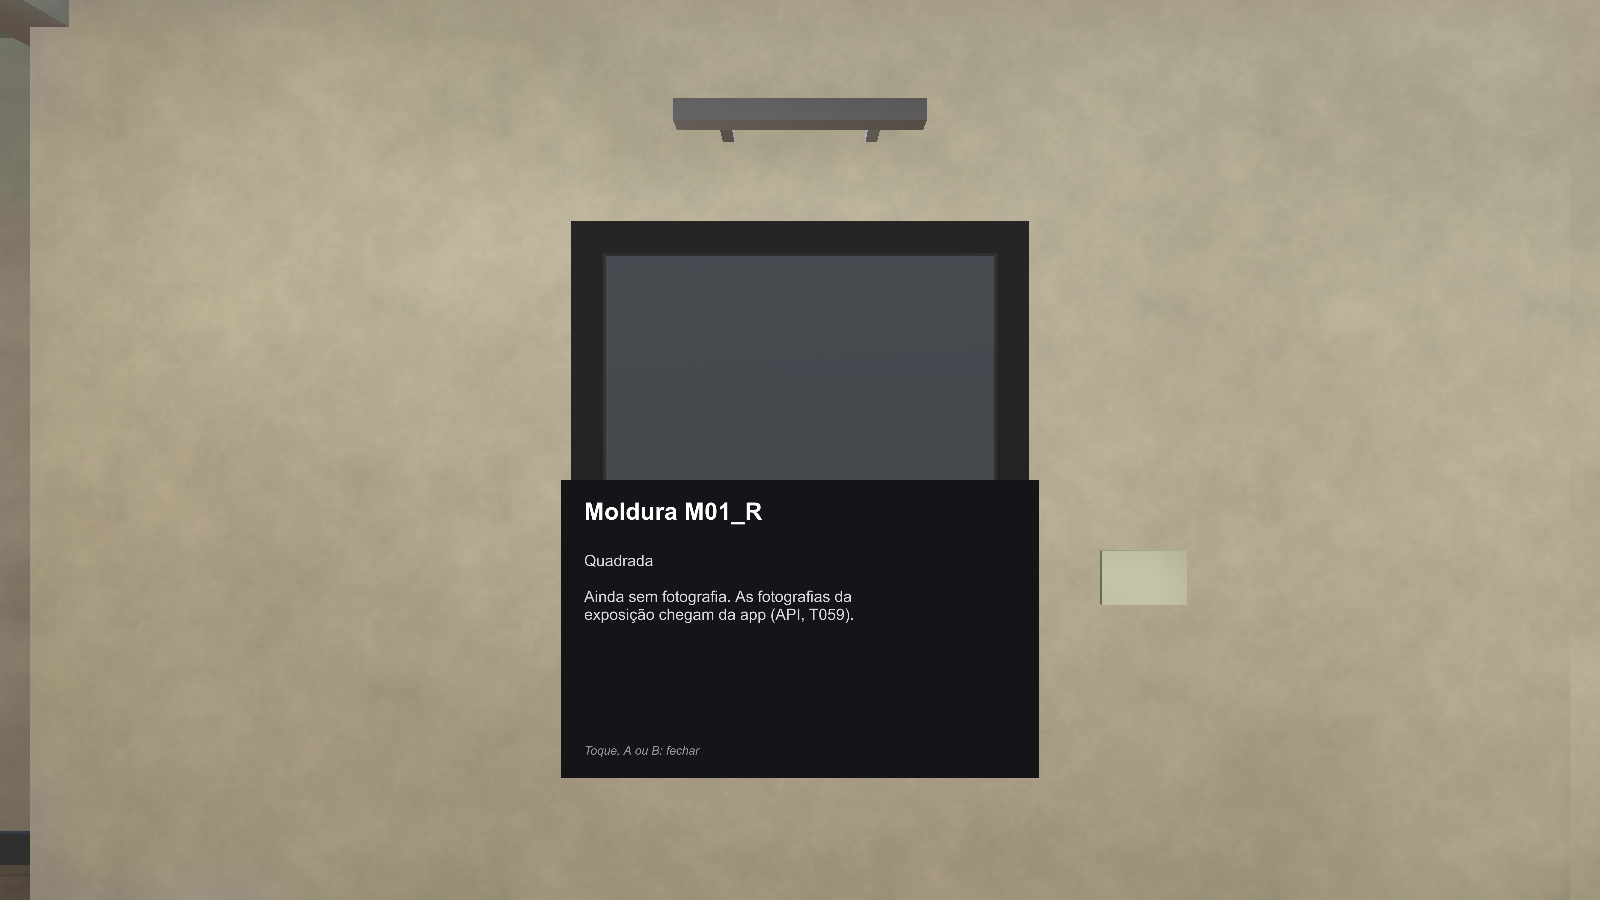 Moldura M01_R
Quadrada
Ainda sem fotografia. As fotografias da
exposição chegam da app (API, T059).
Toque, A ou B: fechar